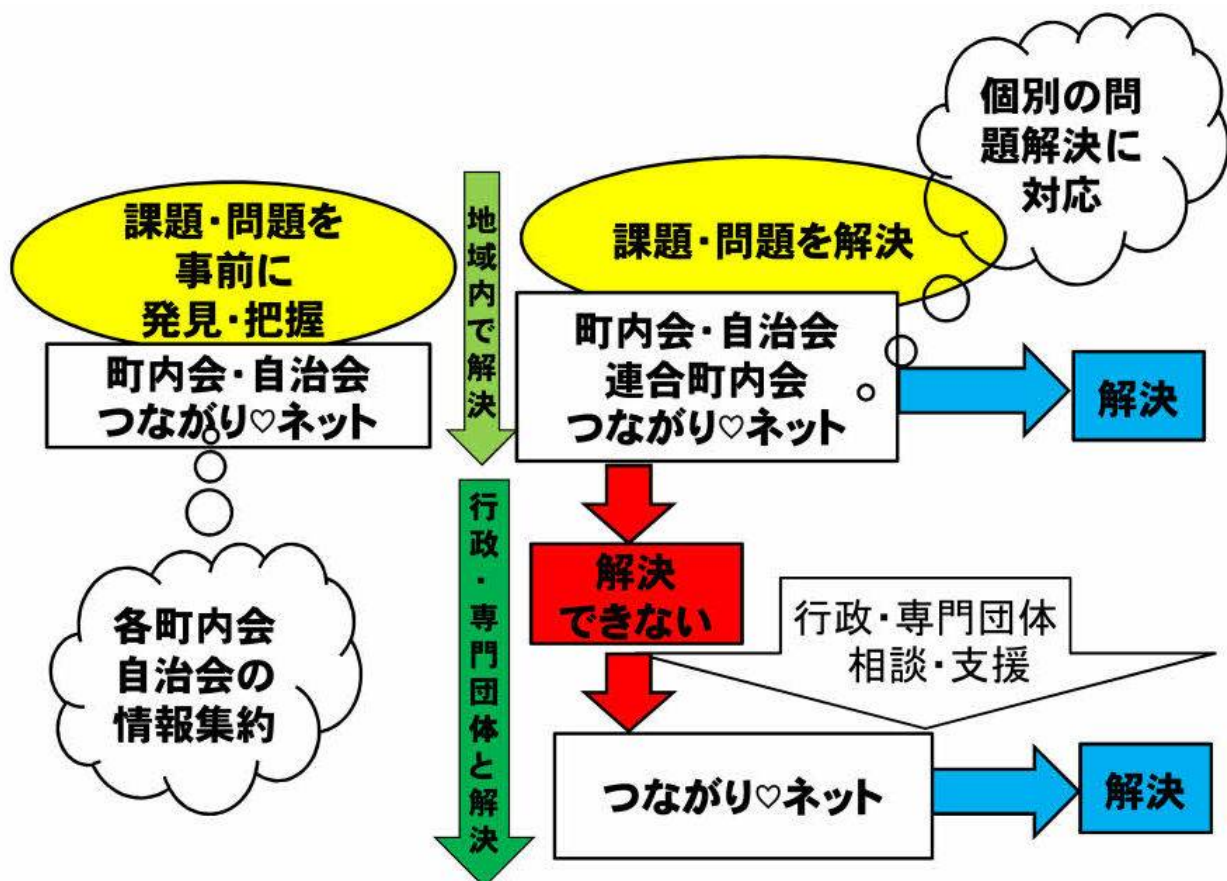 課題・問題を
事前に
発見・把握
町内会・自治会
つながり♡ネット
各町内会
自治会の
情報集約
地域内で解決
行政・専門団体と解決
個別の問
題解決に
対応
課題・問題を解決
町内会・自治会
連合町内会
つながり♡ネット
解決
解決
できない
行政・専門団体
相談・支援
つながり♡ネット
解決